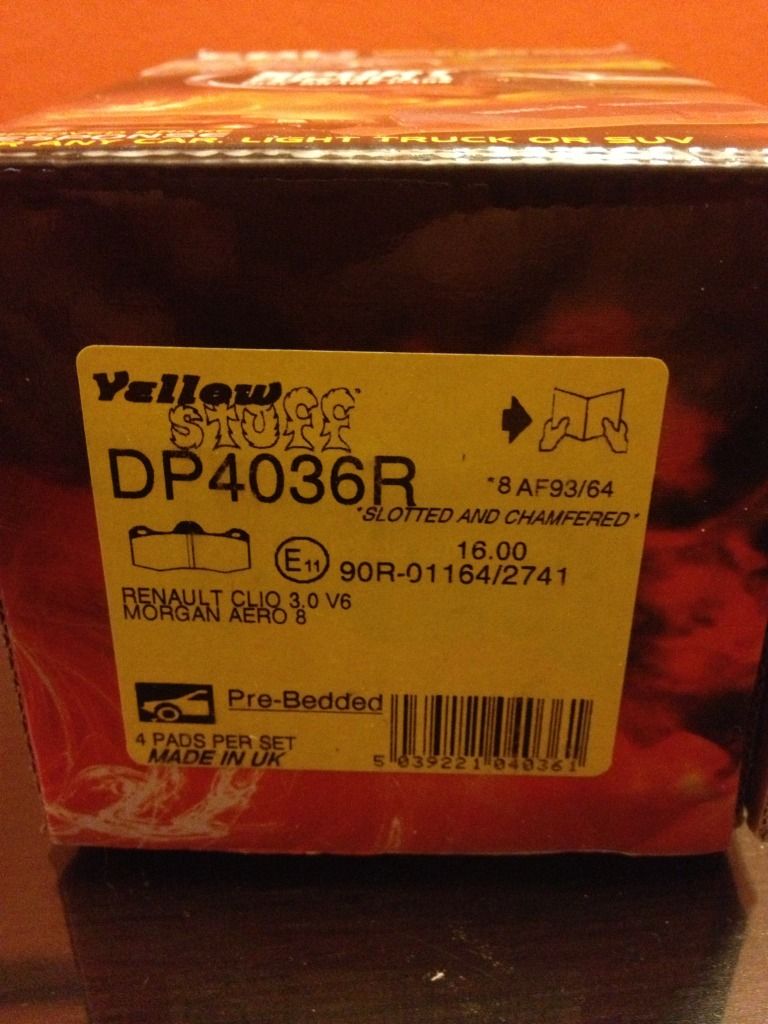 RESPONSE
ANY CAR, LIGHT TRUCK OR SUV
Yellow
STUFF
DP4036R
*8 AF93/64
*SLOTTED AND CHAMFERED*
16.00
E11 90R-01164/2741
RENAULT CLIO 3.0 V6
MORGAN AERO 8
Pre-Bedded
4 PADS PER SET
MADE IN UK
5 039221 040361